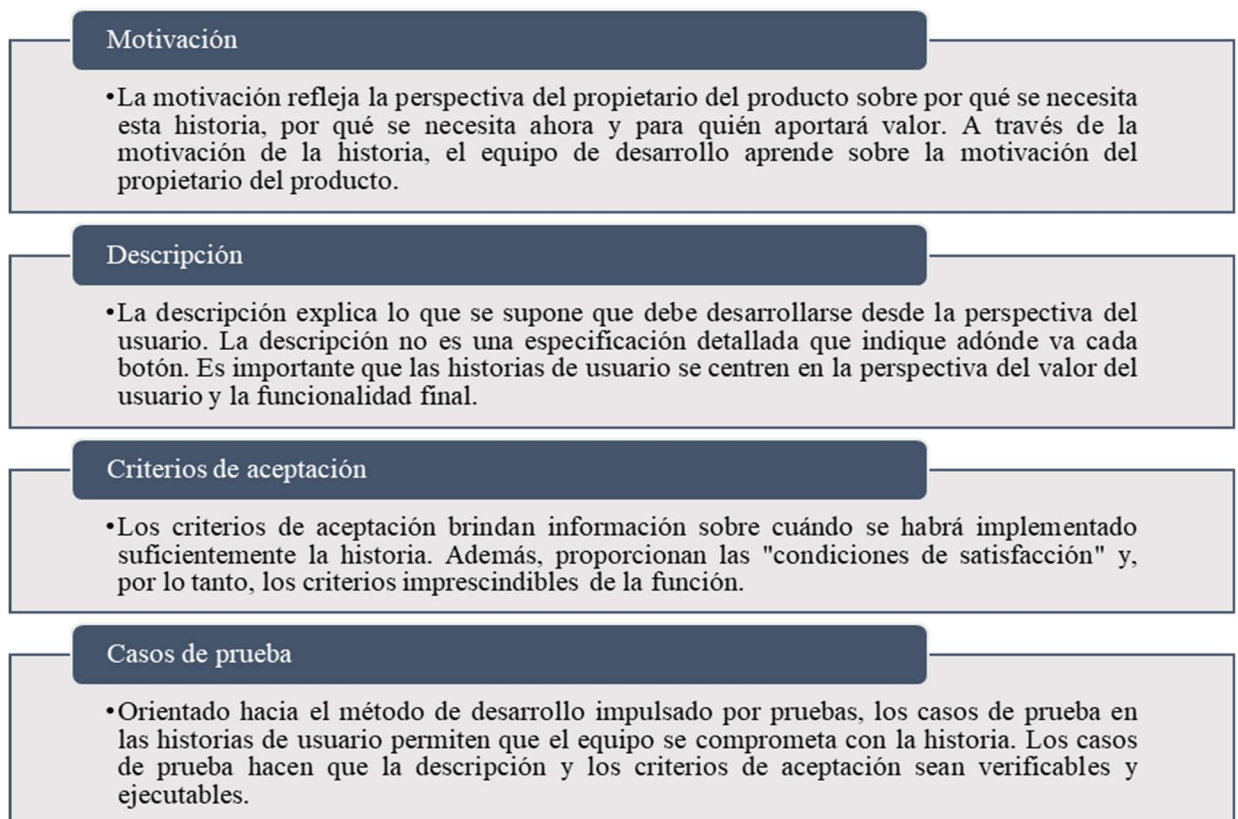 Motivación
•La motivación refleja la perspectiva del propietario del producto sobre por qué se necesita
esta historia, por qué se necesita ahora y para quién aportará valor. A través de la
motivación de la historia, el equipo de desarrollo aprende sobre la motivación del
propietario del producto.
Descripción
•La descripción explica lo que se supone que debe desarrollarse desde la perspectiva del
usuario. La descripción no es una especificación detallada que indique adónde va cada
botón. Es importante que las historias de usuario se centren en la perspectiva del valor del
usuario y la funcionalidad final.
Criterios de aceptación
•Los criterios de aceptación brindan información sobre cuándo se habrá implementado
suficientemente la historia. Además, proporcionan las "condiciones de satisfacción" y,
por lo tanto, los criterios imprescindibles de la función.
Casos de prueba
•Orientado hacia el método de desarrollo impulsado por pruebas, los casos de prueba en
las historias de usuario permiten que el equipo se comprometa con la historia. Los casos
de prueba hacen que la descripción y los criterios de aceptación sean verificables y
ejecutables.